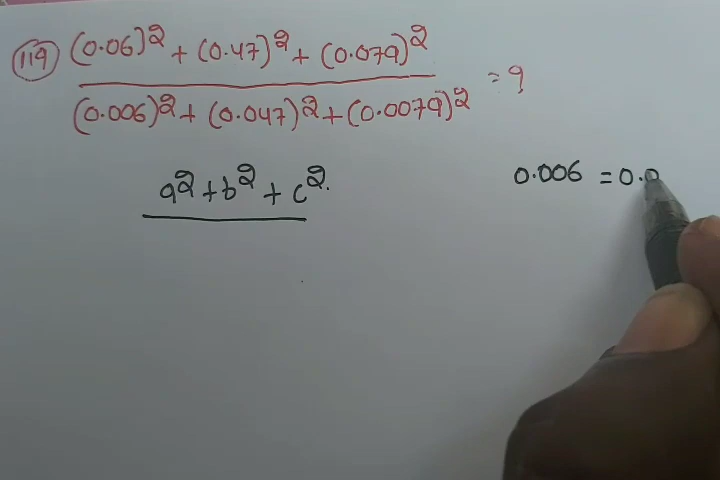 119 (0.06)² + (0.47)² + (0.079)²
(0.006)² + (0.047)² + (0.0079)² = ?
a² + b² + c². 0.006 = 0.0